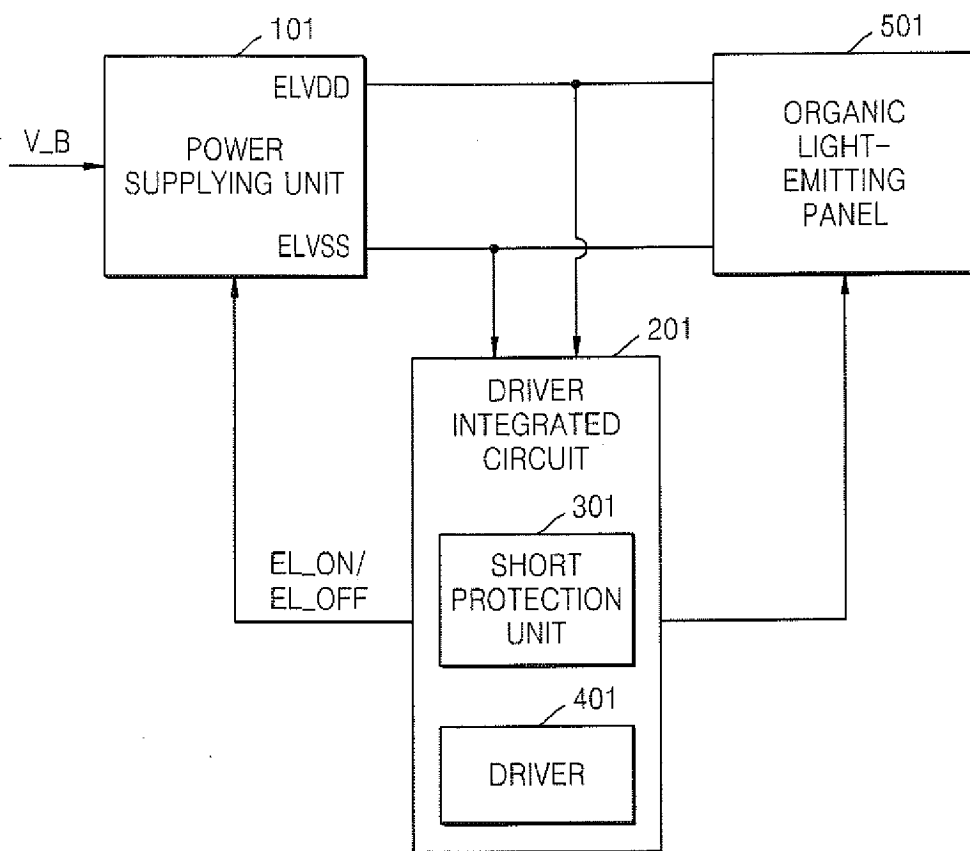 101
501
ELVDD
V_B
POWER
SUPPLYING UNIT
ELVSS
ORGANIC
LIGHT-
EMITTING
PANEL
201
DRIVER
INTEGRATED
CIRCUIT
301
SHORT
PROTECTION
UNIT
EL_ON/
EL_OFF
401
DRIVER